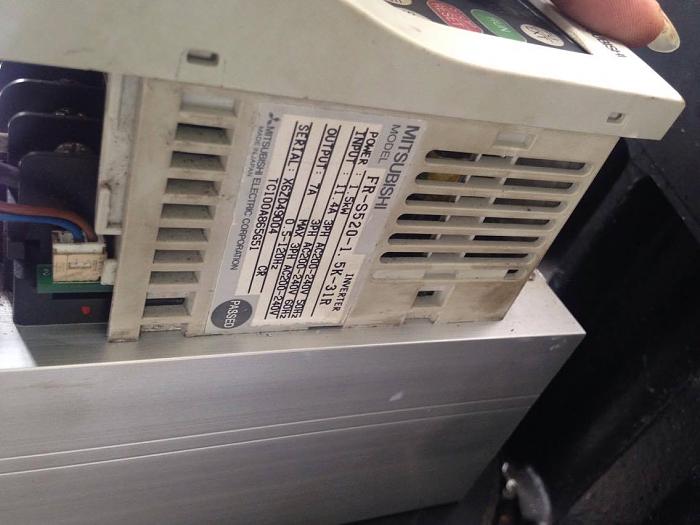 MITSUBISHI
INVERTER
MODEL FR-S520-1.5K-31R
POWER: 1.5KW
INPUT : 11.4A 3PH AC200-240V 50Hz
3PH AC200-240V 60Hz
OUTPUT: 7A MAX 3PH AC200-240V
0.5-120Hz
SERIAL:
TC100A865G51 CR
MITSUBISHI ELECTRIC CORPORATION
MADE IN JAPAN
PASSED